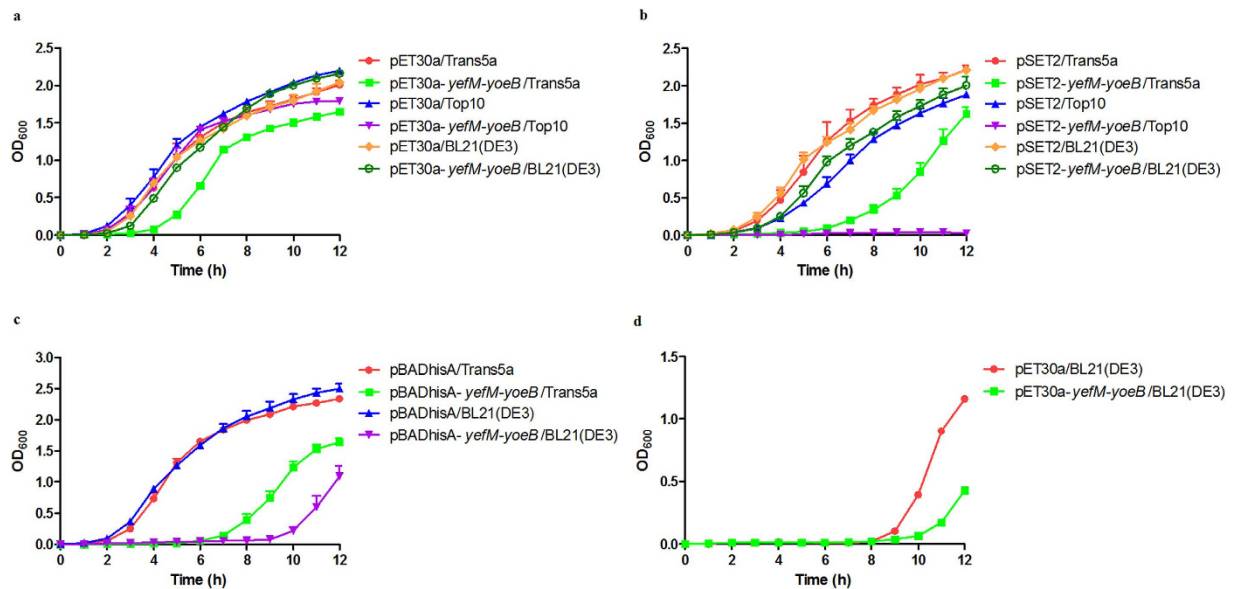 a
2.5
2.0
1.5
1.0
0.5
0.0
OD600
0 2 4 6 8 10 12
Time (h)
pET30a/Trans5a
pET30a-yefM-yoeB/Trans5a
pET30a/Top10
pET30a-yefM-yoeB/Top10
pET30a/BL21(DE3)
pET30a-yefM-yoeB/BL21(DE3)
b
2.5
2.0
1.5
1.0
0.5
0.0
OD600
0 2 4 6 8 10 12
Time (h)
pSET2/Trans5a
pSET2-yefM-yoeB/Trans5a
pSET2/Top10
pSET2-yefM-yoeB/Top10
pSET2/BL21(DE3)
pSET2-yefM-yoeB/BL21(DE3)
c
3.0
2.5
2.0
1.5
1.0
0.5
0.0
OD600
0 2 4 6 8 10 12
Time (h)
pBADhisA/Trans5a
pBADhisA-yefM-yoeB/Trans5a
pBADhisA/BL21(DE3)
pBADhisA-yefM-yoeB/BL21(DE3)
d
1.5
1.0
0.5
0.0
OD600
0 2 4 6 8 10 12
Time (h)
pET30a/BL21(DE3)
pET30a-yefM-yoeB/BL21(DE3)